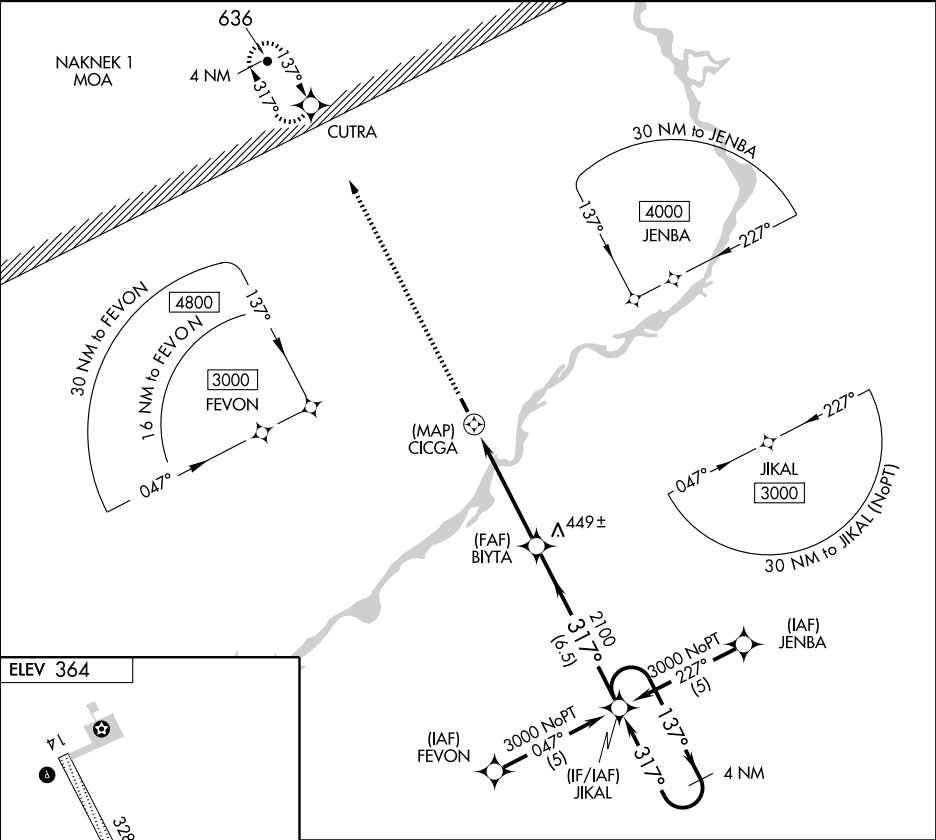 636
NAKNEK 1
MOA
4 NM
137°
317°
CUTRA
30 NM to JENBA
4000
JENBA
137°
227°
30 NM to FEVON
4800
16 NM to FEVON
137°
3000
FEVON
047°
(MAP)
CICGA
227°
047°
JIKAL
3000
30 NM to JIKAL (NoPT)
449±
(FAF)
BIYTA
2100
317°
(6.5)
(IAF)
JENBA
3000 NoPT
227°
(5)
3000 NoPT
047°
(5)
(IAF)
FEVON
(IF/IAF)
JIKAL
137°
317°
4 NM
ELEV 364
14
328